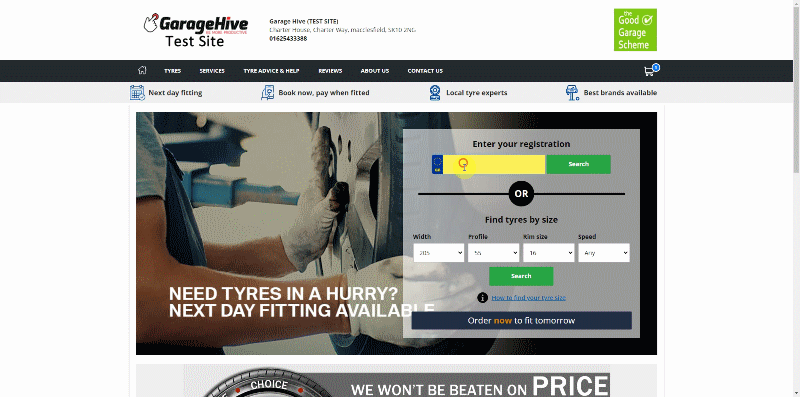 GarageHive
BE MORE PRODUCTIVE
Test Site
Garage Hive (TEST SITE)
Charter House, Charter Way, macclesfield, SK10 2NG
01625433388
the
Good
Garage
Scheme
TYRES
SERVICES
TYRE ADVICE & HELP
REVIEWS
ABOUT US
CONTACT US
0
Next day fitting
Book now, pay when fitted
Local tyre experts
Best brands available
Enter your registration
GB
Search
OR
Find tyres by size
Width
Profile
Rim size
Speed
205
55
16
Any
Search
How to find your tyre size
Order now to fit tomorrow
NEED TYRES IN A HURRY?
NEXT DAY FITTING AVAILABLE
CHOICE
WE WON'T BE BEATEN ON PRICE